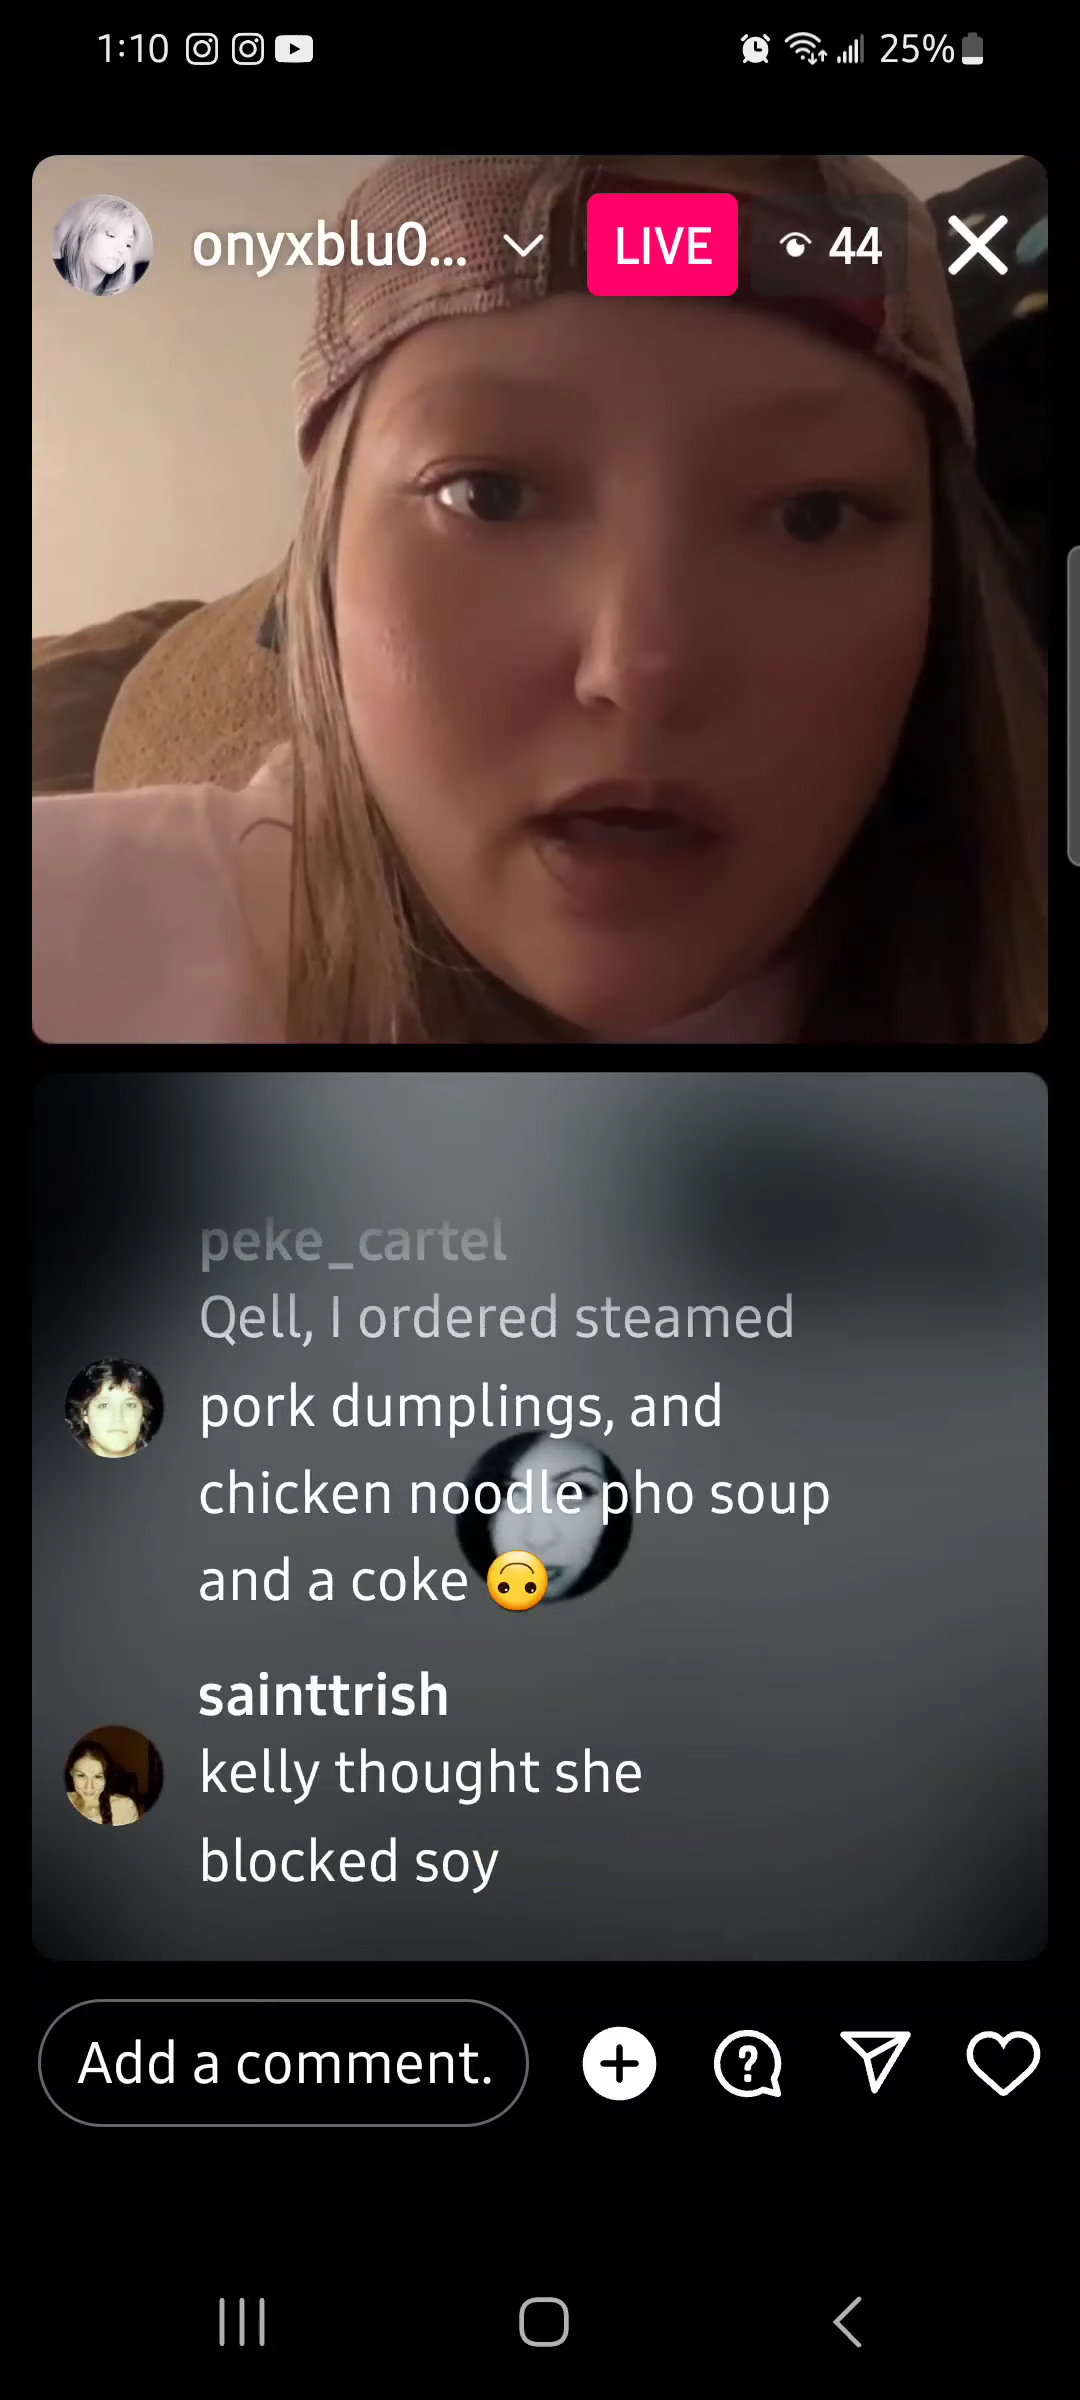 1:10 25%
onyxblu0... LIVE 44
peke_cartel
Qell, I ordered steamed
pork dumplings, and
chicken noodle pho soup
and a coke 🙃
sainttrish
kelly thought she
blocked soy
Add a comment.